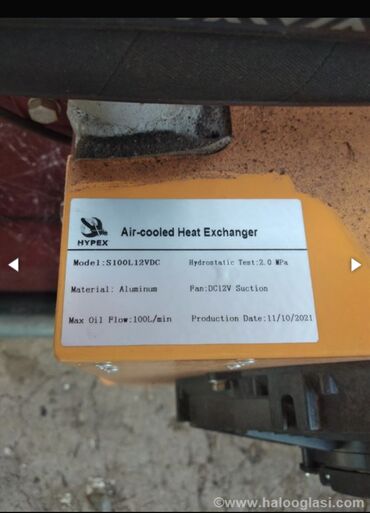 HYPEX
Air-cooled Heat Exchanger
Model:S100L12VDC Hydrostatic Test:2.0 MPa
Material: Aluminum Fan:DC12V Suction
Max Oil Flow:100L/min Production Date:11/10/2021
©www.halooglasi.com